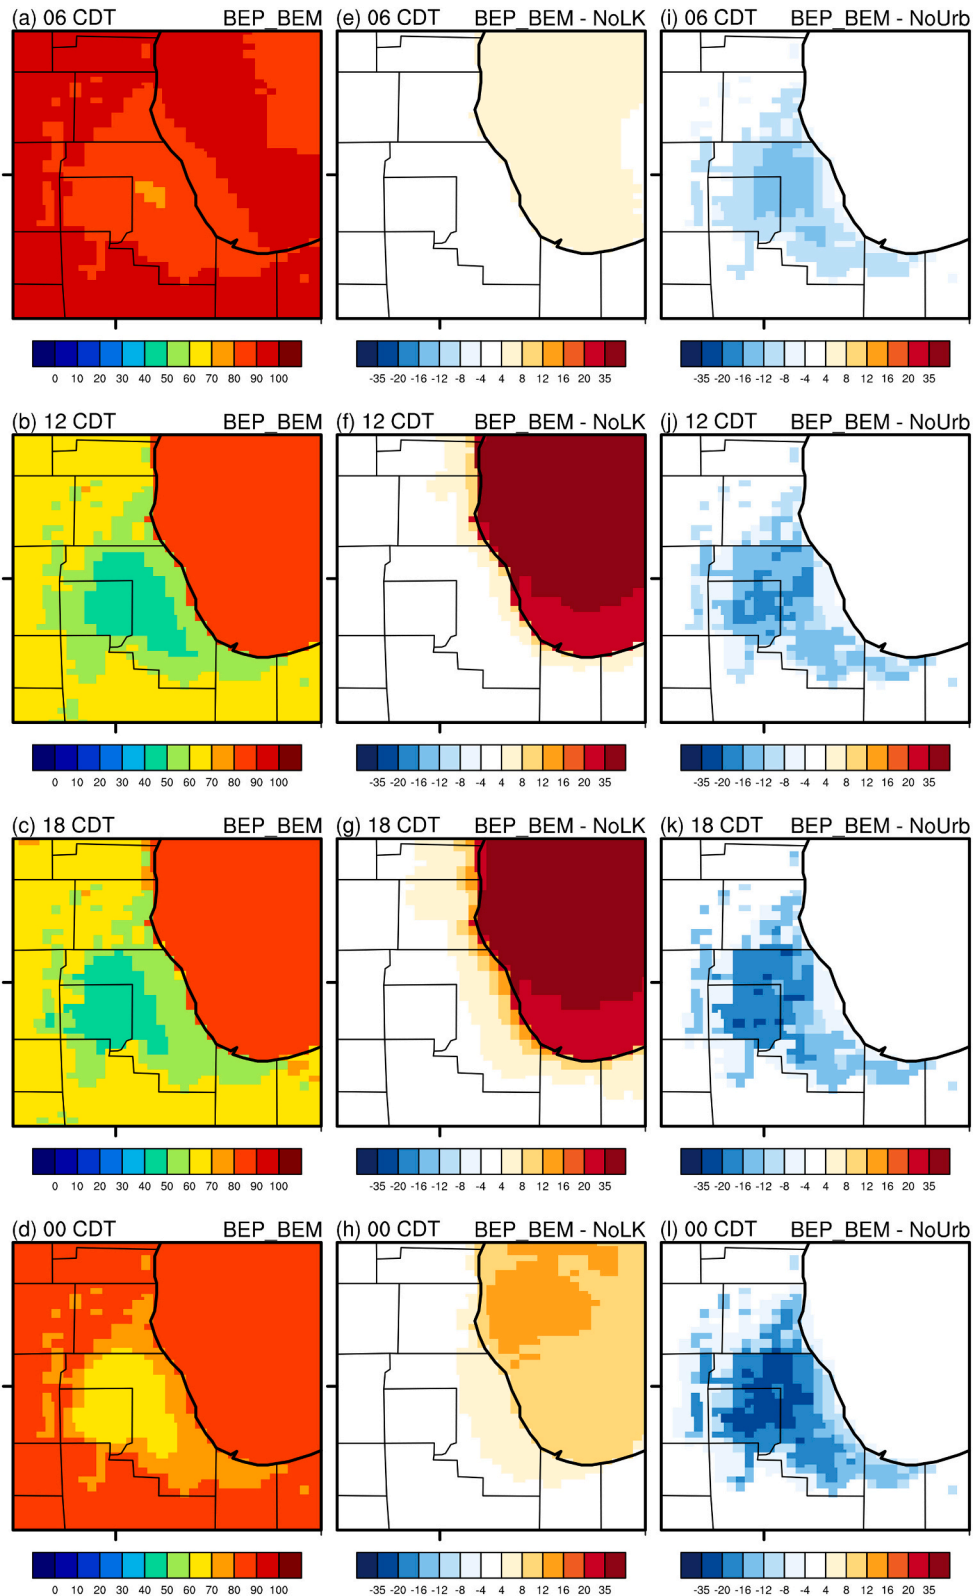 (a) 06 CDT BEP_BEM (e) 06 CDT BEP_BEM - NoLK (i) 06 CDT BEP_BEM - NoUrb
0 10 20 30 40 50 60 70 80 90 100 -35 -20 -16 -12 -8 -4 4 8 12 16 20 35 -35 -20 -16 -12 -8 -4 4 8 12 16 20 35
(b) 12 CDT BEP_BEM (f) 12 CDT BEP_BEM - NoLK (j) 12 CDT BEP_BEM - NoUrb
0 10 20 30 40 50 60 70 80 90 100 -35 -20 -16 -12 -8 -4 4 8 12 16 20 35 -35 -20 -16 -12 -8 -4 4 8 12 16 20 35
(c) 18 CDT BEP_BEM (g) 18 CDT BEP_BEM - NoLK (k) 18 CDT BEP_BEM - NoUrb
0 10 20 30 40 50 60 70 80 90 100 -35 -20 -16 -12 -8 -4 4 8 12 16 20 35 -35 -20 -16 -12 -8 -4 4 8 12 16 20 35
(d) 00 CDT BEP_BEM (h) 00 CDT BEP_BEM - NoLK (l) 00 CDT BEP_BEM - NoUrb
0 10 20 30 40 50 60 70 80 90 100 -35 -20 -16 -12 -8 -4 4 8 12 16 20 35 -35 -20 -16 -12 -8 -4 4 8 12 16 20 35